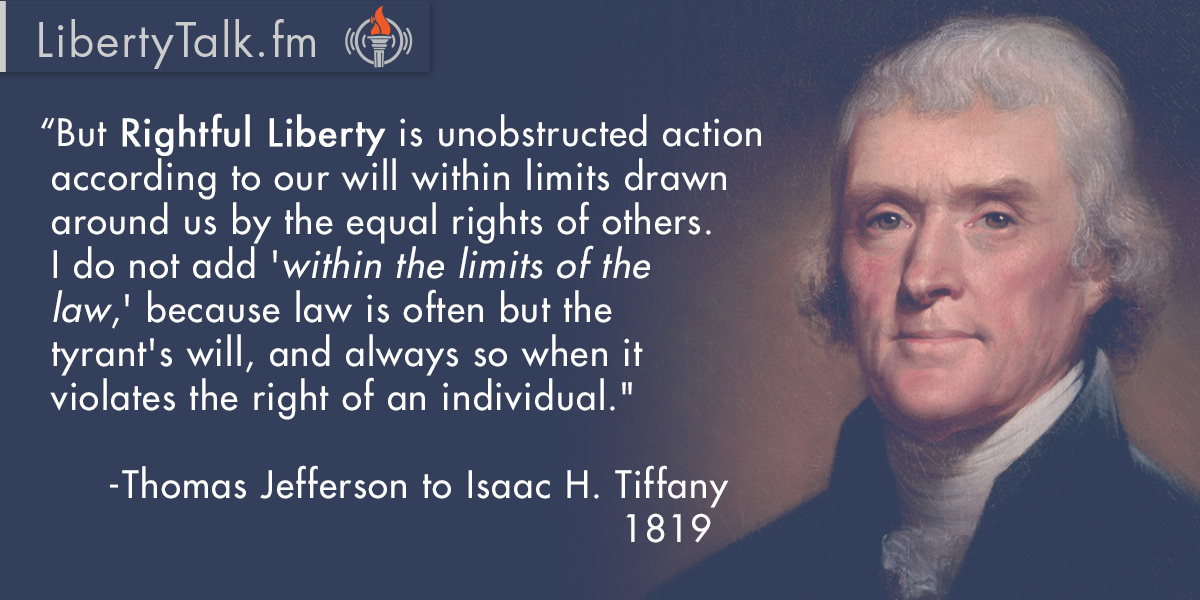 LibertyTalk.fm
“But Rightful Liberty is unobstructed action
according to our will within limits drawn
around us by the equal rights of others.
I do not add 'within the limits of the
law,' because law is often but the
tyrant's will, and always so when it
violates the right of an individual."
-Thomas Jefferson to Isaac H. Tiffany
1819